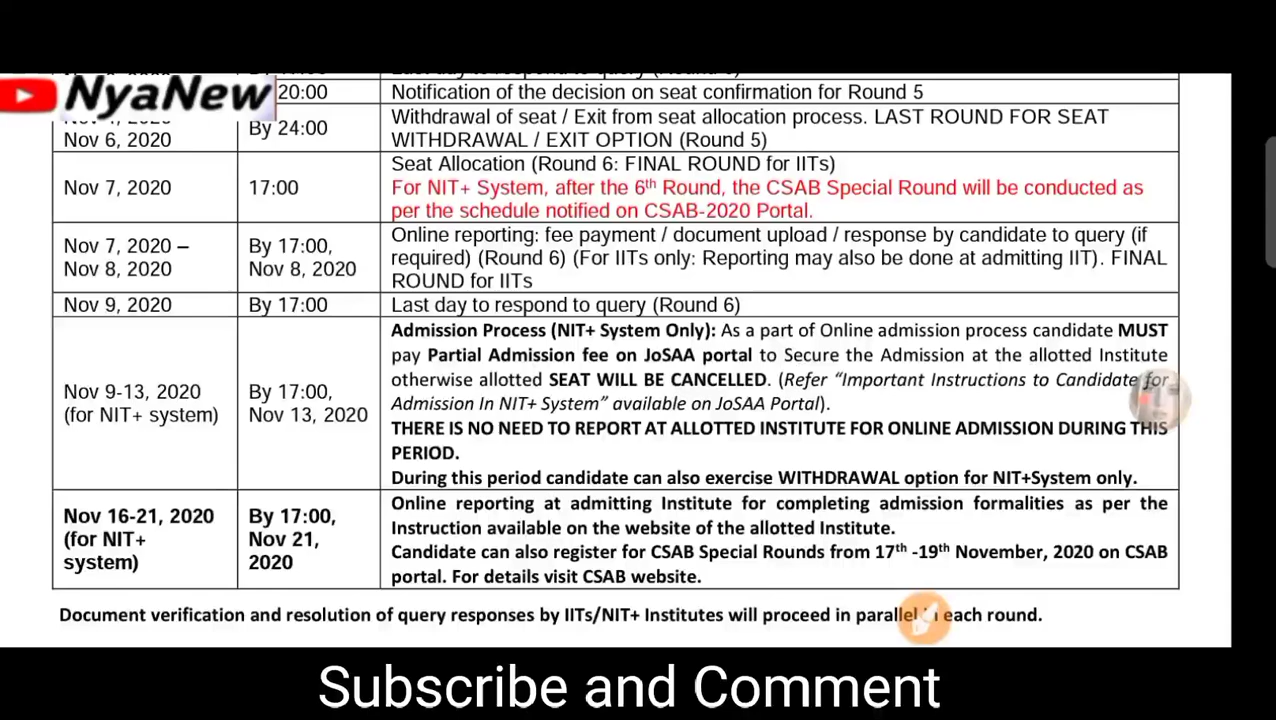 NyaNew
20:00 Notification of the decision on seat confirmation for Round 5
Nov 6, 2020
By 24:00
Withdrawal of seat / Exit from seat allocation process. LAST ROUND FOR SEAT
WITHDRAWAL / EXIT OPTION (Round 5)
Nov 7, 2020
17:00
Seat Allocation (Round 6: FINAL ROUND for IITs)
For NIT+ System, after the 6th Round, the CSAB Special Round will be conducted as
per the schedule notified on CSAB-2020 Portal.
Nov 7, 2020 –
Nov 8, 2020
By 17:00,
Nov 8, 2020
Online reporting: fee payment / document upload / response by candidate to query (if
required) (Round 6) (For IITs only: Reporting may also be done at admitting IIT). FINAL
ROUND for IITs
Nov 9, 2020
By 17:00
Last day to respond to query (Round 6)
Nov 9-13, 2020
(for NIT+ system)
By 17:00,
Nov 13, 2020
Admission Process (NIT+ System Only): As a part of Online admission process candidate MUST
pay Partial Admission fee on JoSAA portal to Secure the Admission at the allotted Institute
otherwise allotted SEAT WILL BE CANCELLED. (Refer “Important Instructions to Candidate for
Admission In NIT+ System” available on JoSAA Portal).
THERE IS NO NEED TO REPORT AT ALLOTTED INSTITUTE FOR ONLINE ADMISSION DURING THIS
PERIOD.
During this period candidate can also exercise WITHDRAWAL option for NIT+System only.
Nov 16-21, 2020
(for NIT+
system)
By 17:00,
Nov 21,
2020
Online reporting at admitting Institute for completing admission formalities as per the
Instruction available on the website of the allotted Institute.
Candidate can also register for CSAB Special Rounds from 17th -19th November, 2020 on CSAB
portal. For details visit CSAB website.
Document verification and resolution of query responses by IITs/NIT+ Institutes will proceed in parallel in each round.
Subscribe and Comment